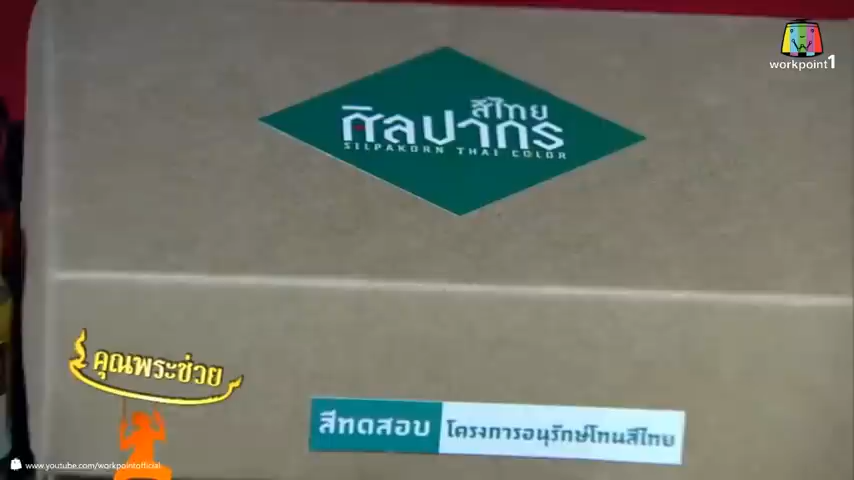 workpoint1
สีไทย
ศิลปากร
SILPAKORN THAI COLOR
คุณพระช่วย
สีทดสอบ โครงการอนุรักษ์โทนสีไทย
www.youtube.com/workpointofficial